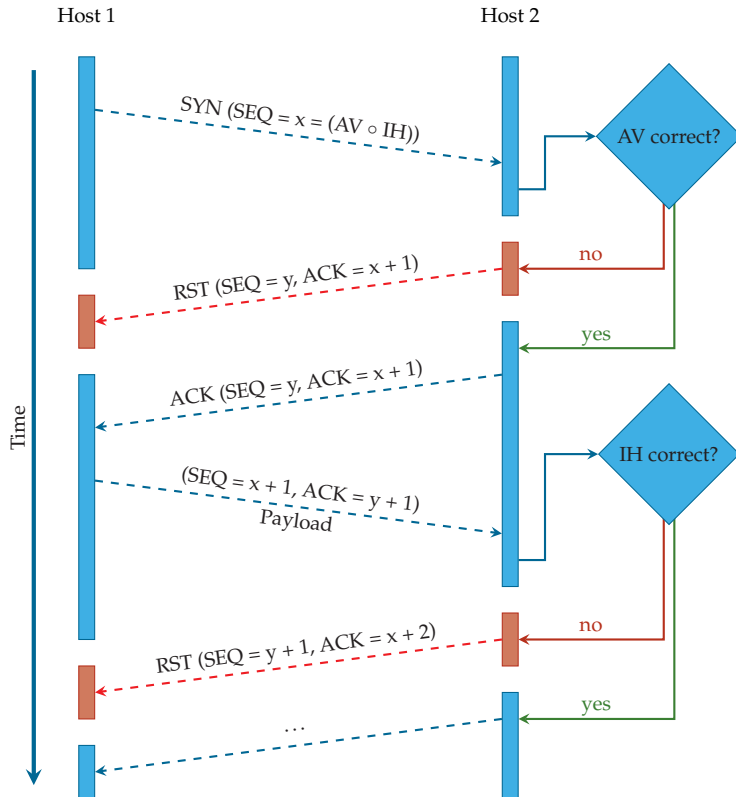 Host 1
Host 2
SYN (SEQ = x = (AV ∘ IH))
AV correct?
no
RST (SEQ = y, ACK = x + 1)
yes
ACK (SEQ = y, ACK = x + 1)
Time
IH correct?
(SEQ = x + 1, ACK = y + 1)
Payload
no
RST (SEQ = y + 1, ACK = x + 2)
yes
...